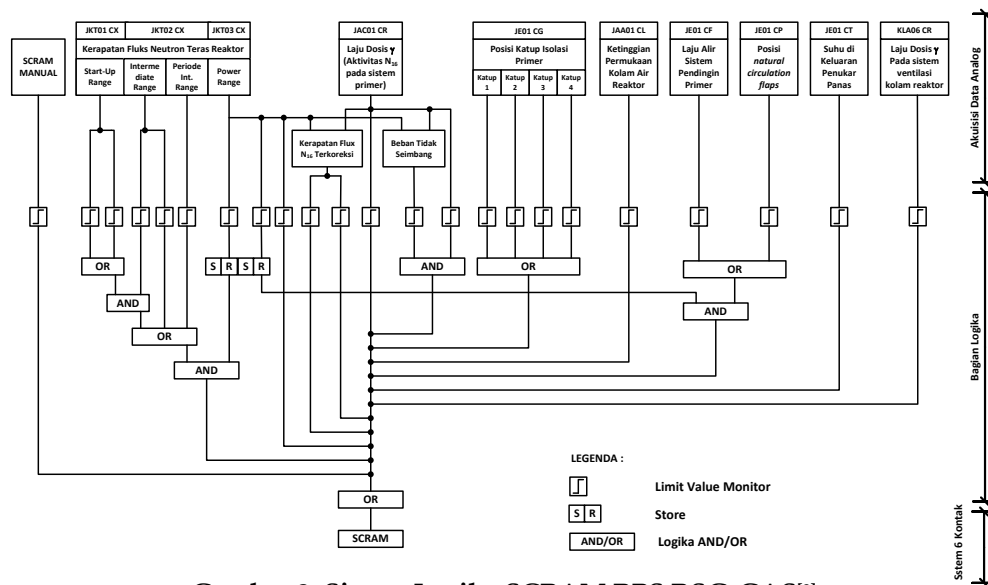 SCRAM
MANUAL
JKT01 CX
JKT02 CX
JKT03 CX
Kerapatan Fluks Neutron Teras Reaktor
Start-Up
Range
Interme
diate
Range
Periode
Int.
Range
Power
Range
JAC01 CR
Laju Dosis γ
(Aktivitas N16
pada sistem
primer)
JE01 CG
Posisi Katup Isolasi
Primer
Katup
1
Katup
2
Katup
3
Katup
4
JAA01 CL
Ketinggian
Permukaan
Kolam Air
Reaktor
JE01 CF
Laju Alir
Sistem
Pendingin
Primer
JE01 CP
Posisi
natural
circulation
flaps
JE01 CT
Suhu di
Keluaran
Penukar
Panas
KLA06 CR
Laju Dosis γ
Pada sistem
ventilasi
kolam reaktor
Akuisisi Data Analog
Kerapatan Flux
N16 Terkoreksi
Beban Tidak
Seimbang
OR
S R S R
AND
OR
OR
AND
AND
OR
AND
Bagian Logika
LEGENDA :
Limit Value Monitor
S R
Store
AND/OR
Logika AND/OR
OR
SCRAM
Sstem 6 Kontak